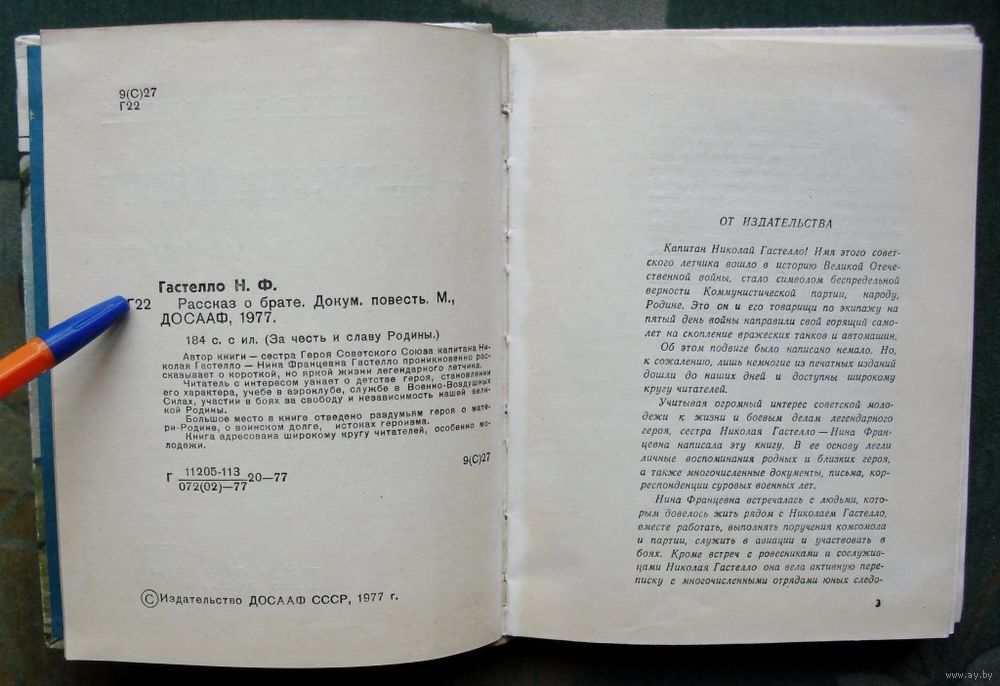 9(С)27
Г22
Гастелло Н. Ф.
Г22 Рассказ о брате. Докум. повесть. М.,
ДОСААФ, 1977.
184 с. с ил. (За честь и славу Родины.)
Автор книги — сестра Героя Советского Союза капитана Ни-
колая Гастелло — Нина Францевна Гастелло проникновенно рас-
сказывает о короткой, но яркой жизни легендарного летчика.
Читатель с интересом узнает о детстве героя, становлении
его характера, учебе в аэроклубе, службе в Военно-Воздушных
Силах, участии в боях за свободу и независимость нашей вели-
кой Родины.
Большое место в книге отведено раздумьям героя о мате-
ри-Родине, о воинском долге, истоках героизма.
Книга адресована широкому кругу читателей, особенно мо-
лодежи.
Г 11205-113
072(02)—77 20—77
9(С)27
© Издательство ДОСААФ СССР, 1977 г.
ОТ ИЗДАТЕЛЬСТВА
Капитан Николай Гастелло! Имя этого совет-
ского летчика вошло в историю Великой Отече-
ственной войны, стало символом беспредельной
верности Коммунистической партии, народу,
Родине. Это он и его товарищи по экипажу на
пятый день войны направили свой горящий само-
лет на скопление вражеских танков и автомашин.
Об этом подвиге было написано немало. Но,
к сожалению, лишь немногие из печатных изданий
дошли до наших дней и доступны широкому
кругу читателей.
Учитывая огромный интерес советской моло-
дежи к жизни и боевым делам легендарного
героя, сестра Николая Гастелло — Нина Фран-
цевна написала эту книгу. В ее основу легли
личные воспоминания родных и близких героя,
а также многочисленные документы, письма, кор-
респонденции суровых военных лет.
Нина Францевна встречалась с людьми, кото-
рым довелось жить рядом с Николаем Гастелло,
вместе работать, выполнять поручения комсомола
и партии, служить в авиации и участвовать в
боях. Кроме встреч с ровесниками и сослужив-
цами Николая Гастелло она вела активную пере-
писку с многочисленными отрядами юных следо-
3
www.ay.by